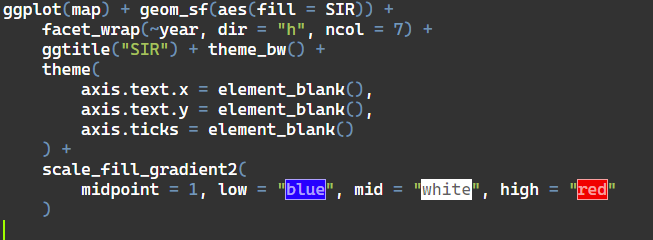 ggplot(map) + geom_sf(aes(fill = SIR)) +
    facet_wrap(~year, dir = "h", ncol = 7) +
    ggtitle("SIR") + theme_bw() +
    theme(
        axis.text.x = element_blank(),
        axis.text.y = element_blank(),
        axis.ticks = element_blank()
    ) +
    scale_fill_gradient2(
        midpoint = 1, low = "blue", mid = "white", high = "red"
    )